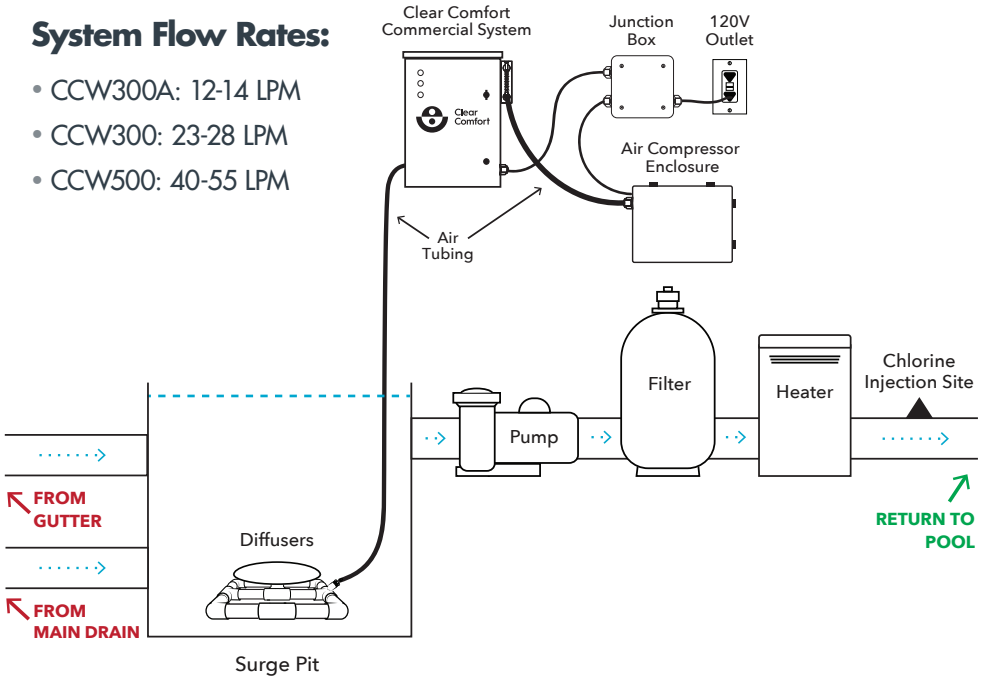 System Flow Rates:
• CCW300A: 12-14 LPM
• CCW300: 23-28 LPM
• CCW500: 40-55 LPM
Clear Comfort
Commercial System
Junction
Box
120V
Outlet
Clear
Comfort
Air Compressor
Enclosure
Air
Tubing
Chlorine
Injection Site
Filter
Heater
Pump
FROM
GUTTER
RETURN TO
POOL
Diffusers
FROM
MAIN DRAIN
Surge Pit